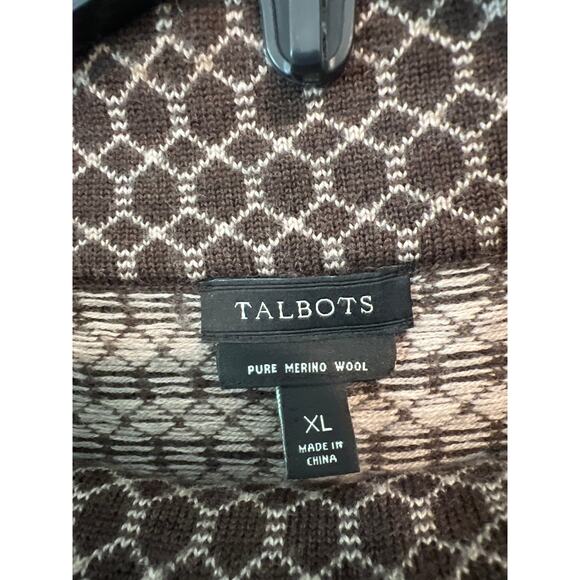 TALBOTS
PURE MERINO WOOL
XL
MADE IN
CHINA